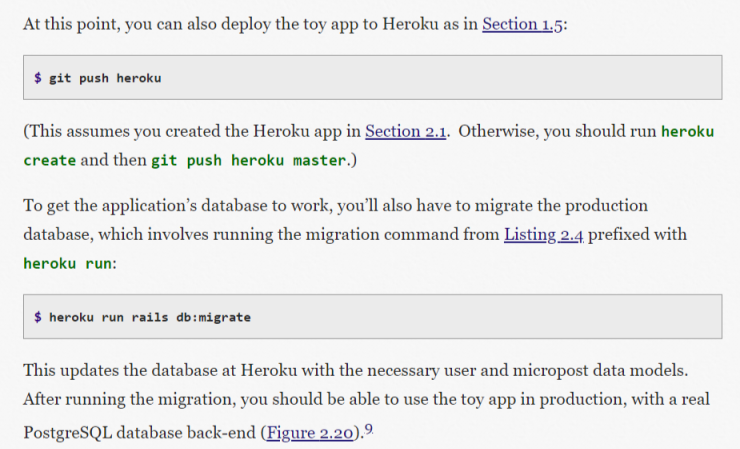 At this point, you can also deploy the toy app to Heroku as in Section 1.5:
$ git push heroku
(This assumes you created the Heroku app in Section 2.1. Otherwise, you should run heroku
create and then git push heroku master.)
To get the application’s database to work, you’ll also have to migrate the production
database, which involves running the migration command from Listing 2.4 prefixed with
heroku run:
$ heroku run rails db:migrate
This updates the database at Heroku with the necessary user and micropost data models.
After running the migration, you should be able to use the toy app in production, with a real
PostgreSQL database back-end (Figure 2.20).9